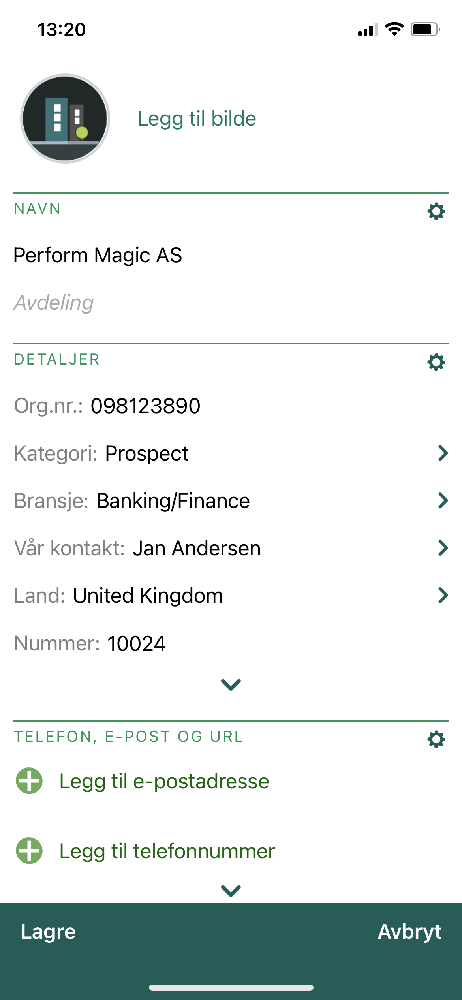 13:20
Legg til bilde
NAVN
Perform Magic AS
Avdeling
DETALJER
Org.nr.: 098123890
Kategori: Prospect
Bransje: Banking/Finance
Vår kontakt: Jan Andersen
Land: United Kingdom
Nummer: 10024
TELEFON, E-POST OG URL
Legg til e-postadresse
Legg til telefonnummer
Lagre
Avbryt